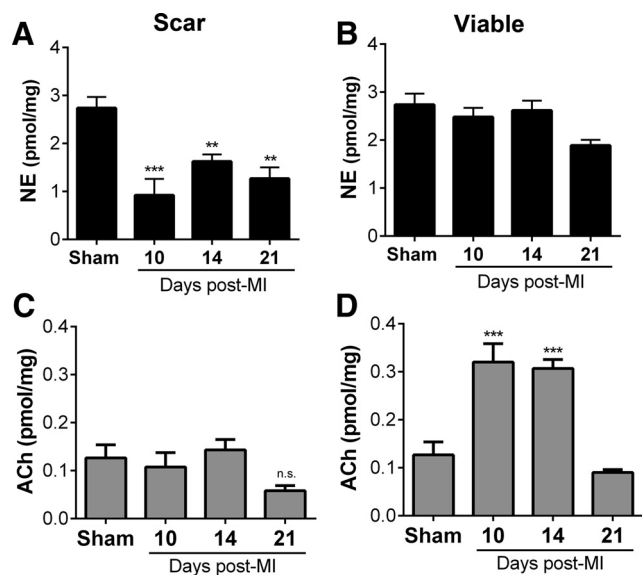 Scar
Viable
A
4
3
2
1
0
NE (pmol/mg)
***
**
**
Sham
10
14
21
Days post-MI
B
4
3
2
1
0
NE (pmol/mg)
Sham
10
14
21
Days post-MI
C
0.4
0.3
0.2
0.1
0.0
ACh (pmol/mg)
n.s.
Sham
10
14
21
Days post-MI
D
0.4
0.3
0.2
0.1
0.0
ACh (pmol/mg)
***
***
Sham
10
14
21
Days post-MI